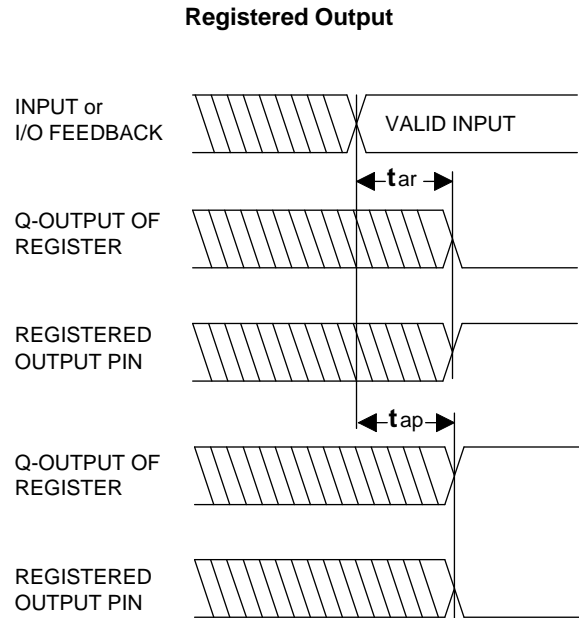 Registered Output
INPUT or
I/O FEEDBACK
VALID INPUT
tar
Q-OUTPUT OF
REGISTER
REGISTERED
OUTPUT PIN
tap
Q-OUTPUT OF
REGISTER
REGISTERED
OUTPUT PIN